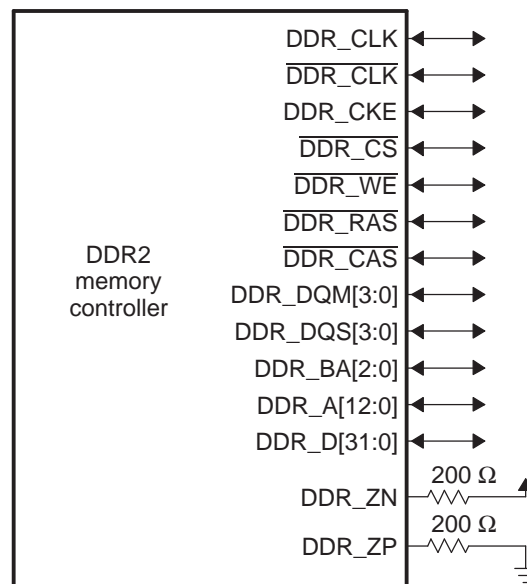 DDR_CLK
DDR_CLK
DDR_CKE
DDR_CS
DDR_WE
DDR_RAS
DDR2
memory
controller
DDR_CAS
DDR_DQM[3:0]
DDR_DQS[3:0]
DDR_BA[2:0]
DDR_A[12:0]
DDR_D[31:0]
DDR_ZN
200 Ω
DDR_ZP
200 Ω